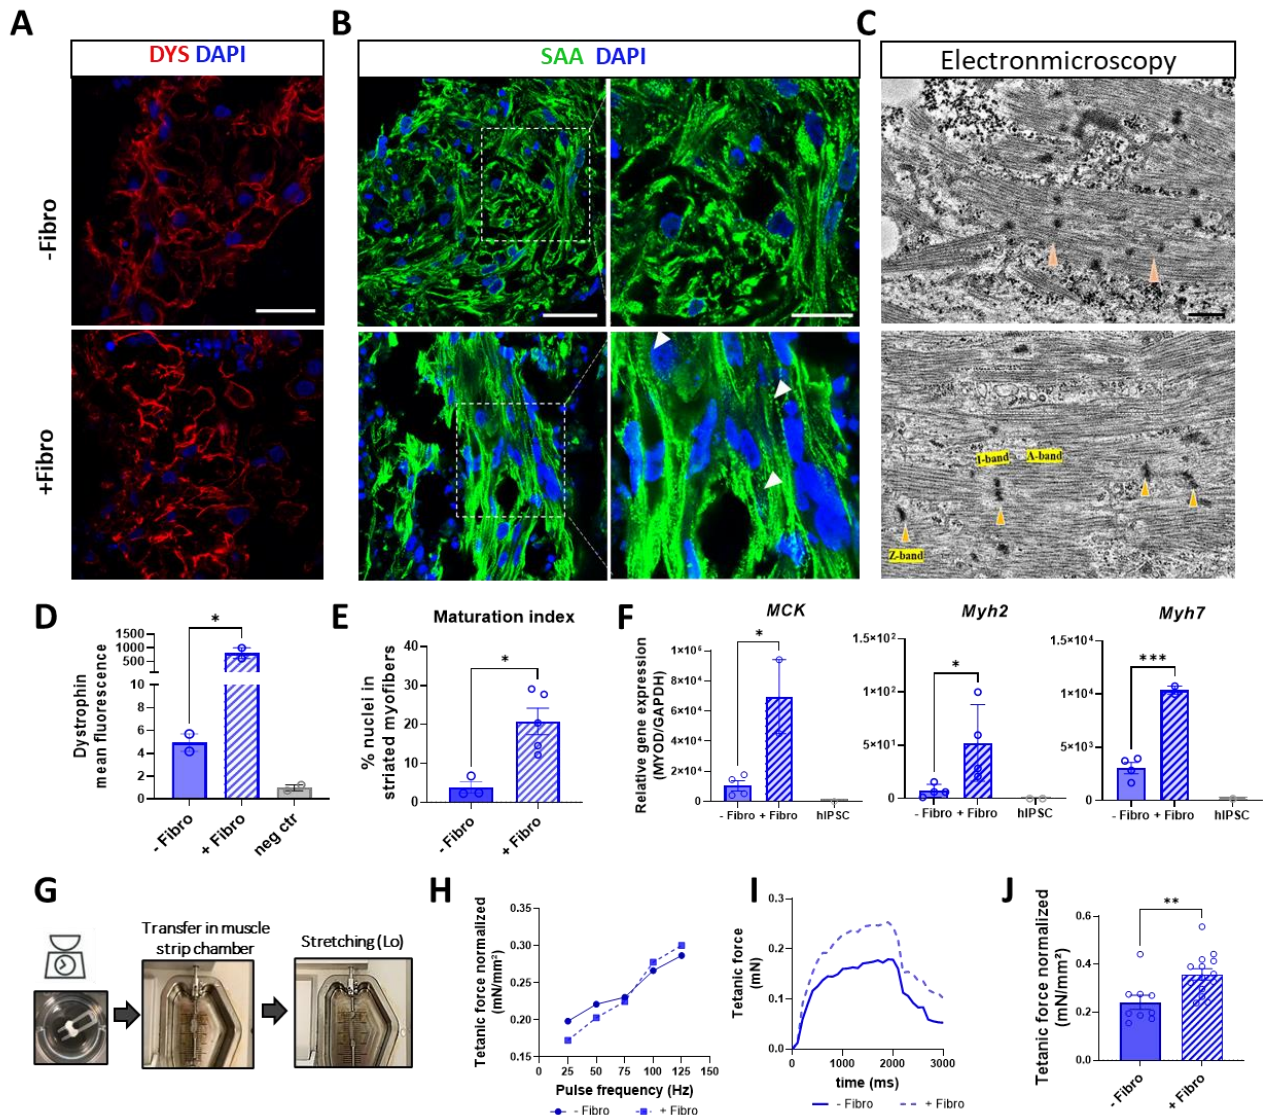 A
DYS DAPI
B
SAA DAPI
C
Electronmicroscopy
-Fibro
+Fibro
I-band
A-band
Z-band
D
Dystrophin
mean fluorescence
1500
1000
500
10
8
6
4
2
0
*
- Fibro
+ Fibro
neg ctr
E
Maturation index
% nuclei in
striated myofibers
40
30
20
10
0
*
- Fibro
+ Fibro
F
Relative gene expression
(MYOD/GAPDH)
MCK
1×10⁶
8×10⁴
6×10⁴
4×10⁴
2×10⁴
0
*
- Fibro + Fibro hIPSC
Myh2
1.5×10²
1×10²
5×10¹
0
*
- Fibro + Fibro hIPSC
Myh7
1.5×10⁴
1×10⁴
5×10³
0
***
- Fibro + Fibro hIPSC
G
Transfer in muscle
strip chamber
Stretching (Lo)
H
Tetanic force normalized
(mN/mm²)
0.35
0.30
0.25
0.20
0.15
0 25 50 75 100 125 150
Pulse frequency (Hz)
- Fibro + Fibro
I
Tetanic force
(mN)
0.3
0.2
0.1
0.0
0 1000 2000 3000
time (ms)
- Fibro + Fibro
J
Tetanic force normalized
(mN/mm²)
0.6
0.4
0.2
0.0
**
- Fibro
+ Fibro